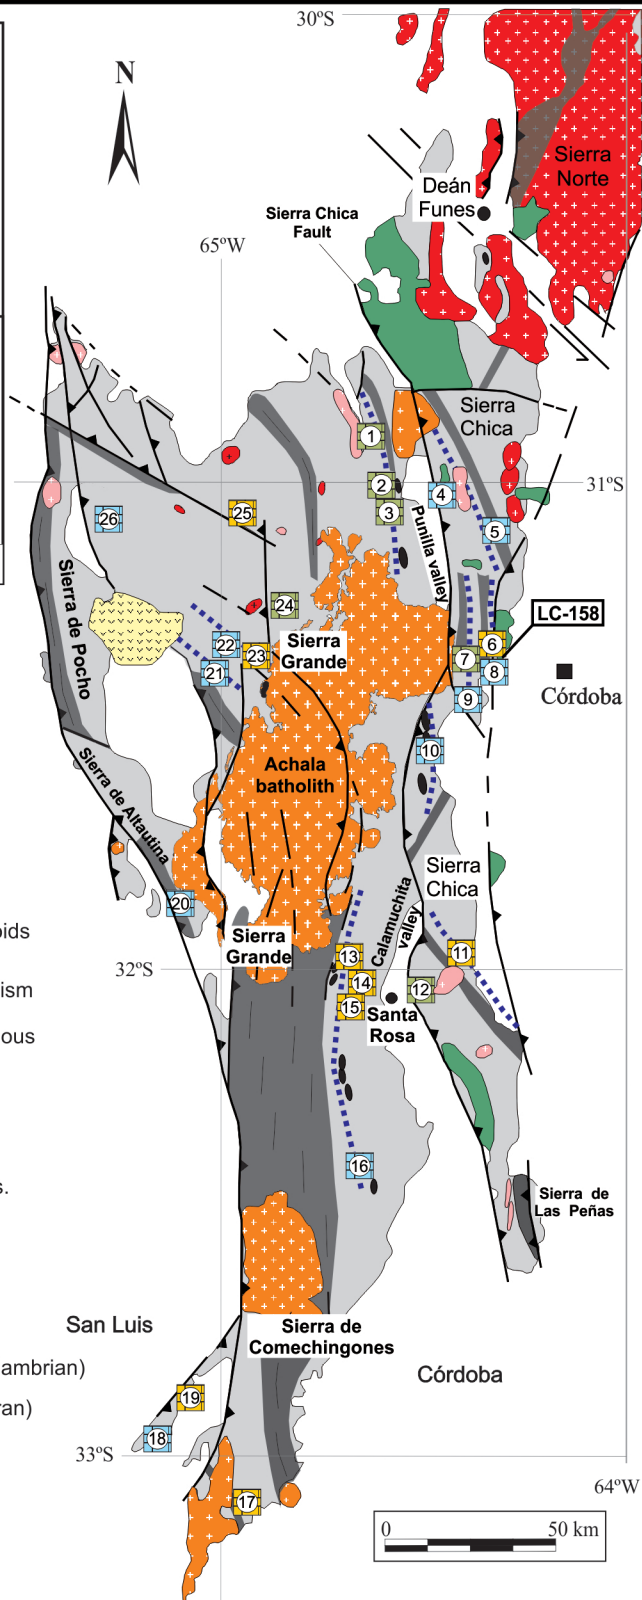 30ºS
N
Sierra
Norte
Deán
Funes
Sierra Chica
Fault
65ºW
Sierra
Chica
1
2
3
4
5
31ºS
25
26
Punilla valley
Sierra de Pocho
24
LC-158
22
23
21
Sierra
Grande
6
7
8
9
Córdoba
10
Achala
batholith
Sierra de Altautina
Sierra
Chica
20
Calamuchita
valley
oids
Sierra
Grande
11
13
32ºS
14
12
ism
15
Santa
Rosa
ous
16
s.
Sierra de
Las Peñas
San Luis
Sierra de
Comechingones
ambrian)
Córdoba
19
an)
18
33ºS
64ºW
17
0 50 km